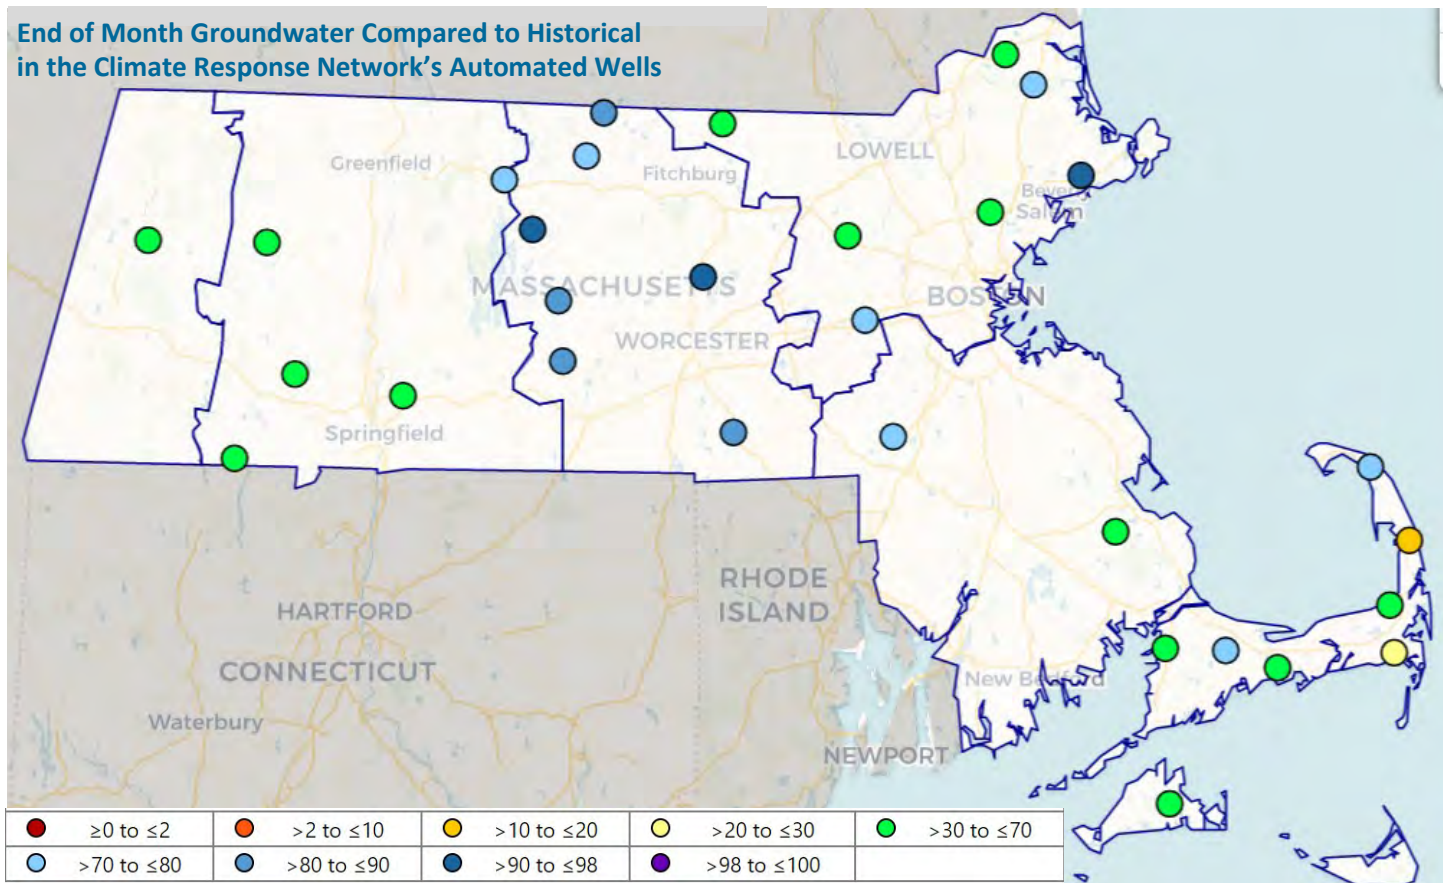 End of Month Groundwater Compared to Historical
in the Climate Response Network's Automated Wells
Greenfield
Fitchburg
LOWELL
Beverly
Salem
MASSACHUSETTS
BOSTON
WORCESTER
Springfield
RHODE
ISLAND
HARTFORD
CONNECTICUT
New Bedford
Waterbury
NEWPORT
≥0 to ≤2 >2 to ≤10 >10 to ≤20 >20 to ≤30 >30 to ≤70
>70 to ≤80 >80 to ≤90 >90 to ≤98 >98 to ≤100